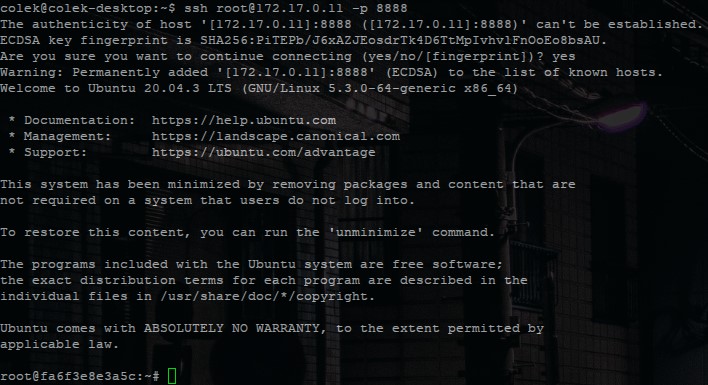 colek@colek-desktop:~$ ssh root@172.17.0.11 -p 8888
The authenticity of host '[172.17.0.11]:8888 ([172.17.0.11]:8888)' can't be established.
ECDSA key fingerprint is SHA256:PiTEPb/J6xAZJEosdrTk4D6TtMpIvhvlFnOoEo8bsAU.
Are you sure you want to continue connecting (yes/no/[fingerprint])? yes
Warning: Permanently added '[172.17.0.11]:8888' (ECDSA) to the list of known hosts.
Welcome to Ubuntu 20.04.3 LTS (GNU/Linux 5.3.0-64-generic x86_64)
* Documentation:  https://help.ubuntu.com
* Management:     https://landscape.canonical.com
* Support:        https://ubuntu.com/advantage
This system has been minimized by removing packages and content that are
not required on a system that users do not log into.
To restore this content, you can run the 'unminimize' command.
The programs included with the Ubuntu system are free software;
the exact distribution terms for each program are described in the
individual files in /usr/share/doc/*/copyright.
Ubuntu comes with ABSOLUTELY NO WARRANTY, to the extent permitted by
applicable law.
root@fa6f3e8e3a5c:~#